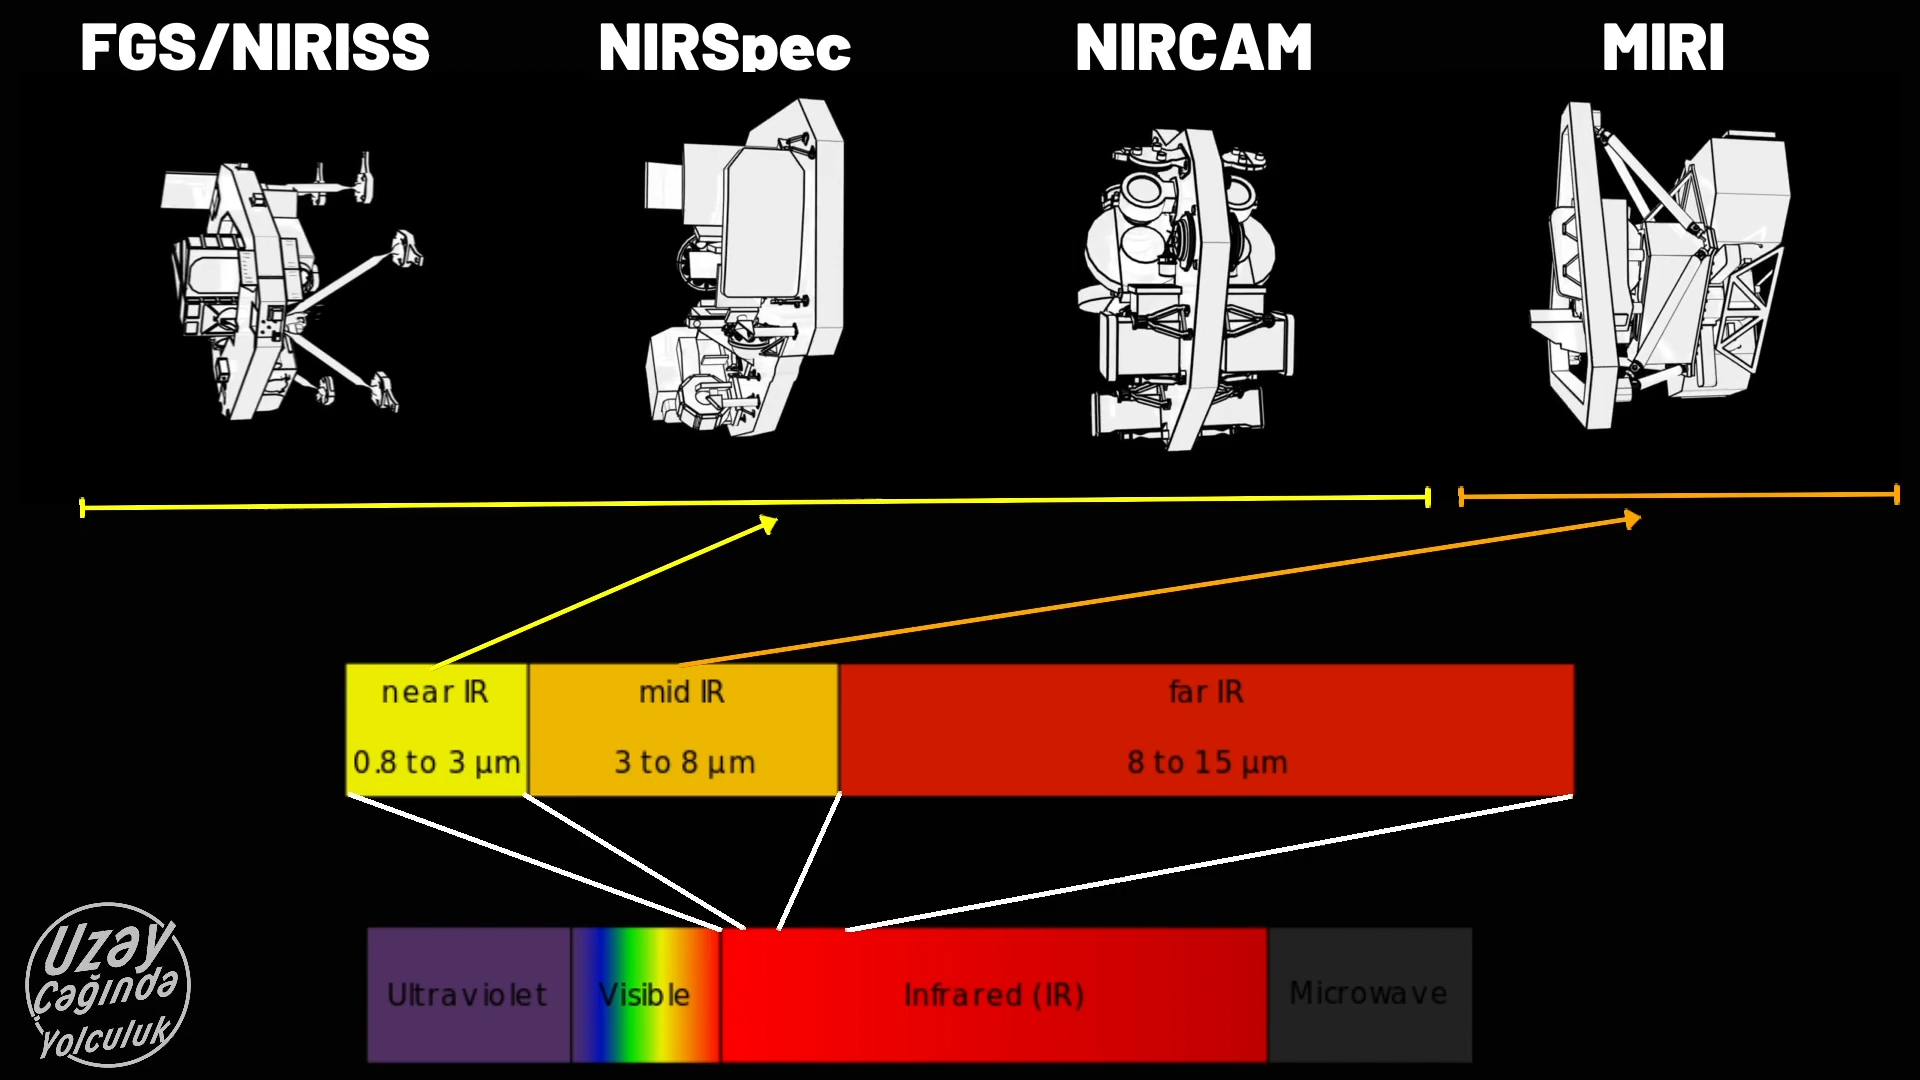 FGS/NIRISS
NIRSpec
NIRCAM
MIRI
near IR
mid IR
far IR
0.8 to 3 µm
3 to 8 µm
8 to 15 µm
Ultraviolet
Visible
Infrared (IR)
Microwave
Uzay
Çağında
Yolculuk